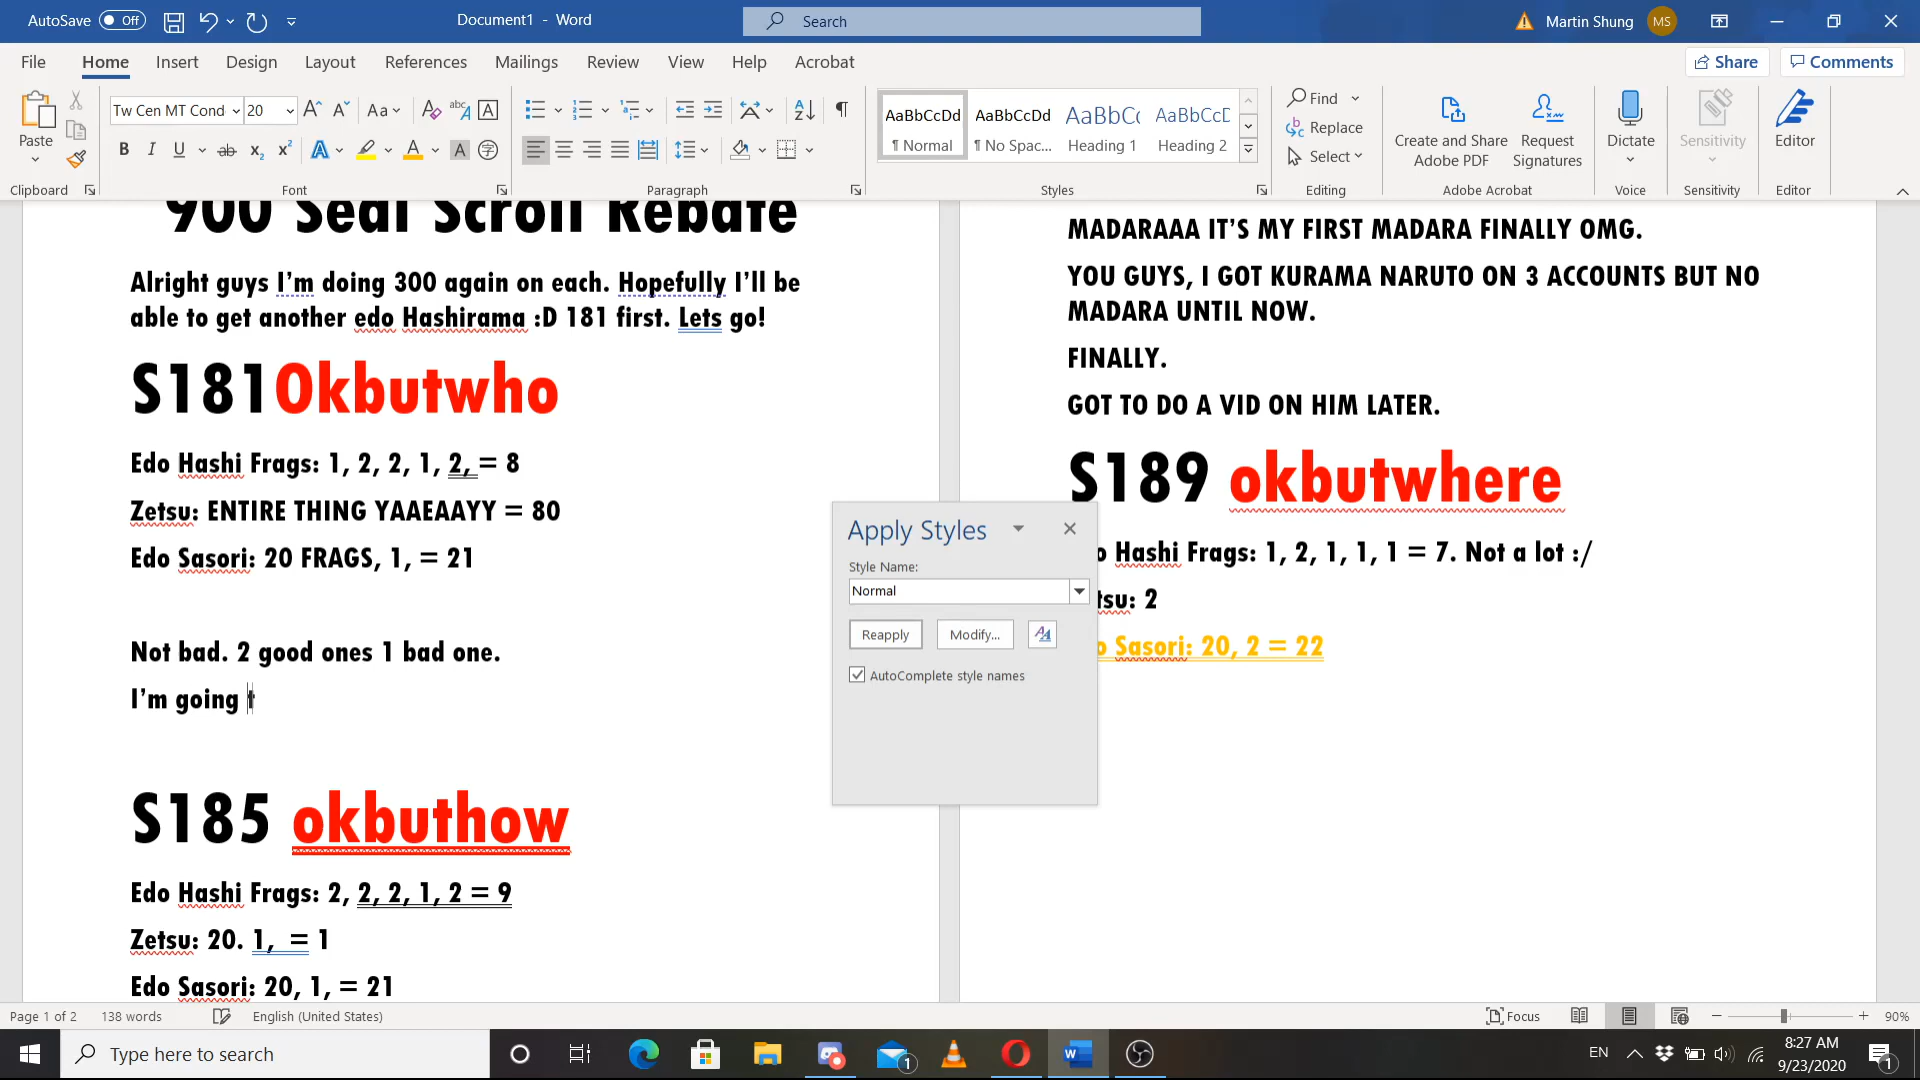 AutoSave Off Document1 - Word Search Martin Shung MS
File Home Insert Design Layout References Mailings Review View Help Acrobat Share Comments
Paste
Clipboard
Tw Cen MT Cond 20
Font
Paragraph
AaBbCcDd AaBbCcDd AaBbC( AaBbCcD
¶ Normal ¶ No Spac... Heading 1 Heading 2
Styles
Find
Replace
Select
Editing
Create and Share Adobe PDF
Request Signatures
Adobe Acrobat
Dictate
Voice
Sensitivity
Sensitivity
Editor
Editor
900 Seal Scroll Rebate
Alright guys I’m doing 300 again on each. Hopefully I’ll be
able to get another edo Hashirama :D 181 first. Lets go!
S181Okbutwho
Edo Hashi Frags: 1, 2, 2, 1, 2, = 8
Zetsu: ENTIRE THING YAAEAAYY = 80
Edo Sasori: 20 FRAGS, 1, = 21
Not bad. 2 good ones 1 bad one.
I’m going t
S185 okbuthow
Edo Hashi Frags: 2, 2, 2, 1, 2 = 9
Zetsu: 20. 1, = 1
Edo Sasori: 20, 1, = 21
MADARAAA IT’S MY FIRST MADARA FINALLY OMG.
YOU GUYS, I GOT KURAMA NARUTO ON 3 ACCOUNTS BUT NO
MADARA UNTIL NOW.
FINALLY.
GOT TO DO A VID ON HIM LATER.
S189 okbutwhere
o Hashi Frags: 1, 2, 1, 1, 1 = 7. Not a lot :/
tsu: 2
o Sasori: 20, 2 = 22
Apply Styles
Style Name:
Normal
Reapply Modify...
AutoComplete style names
Page 1 of 2 138 words English (United States) Focus 90%
Type here to search
1
EN 8:27 AM
9/23/2020
1